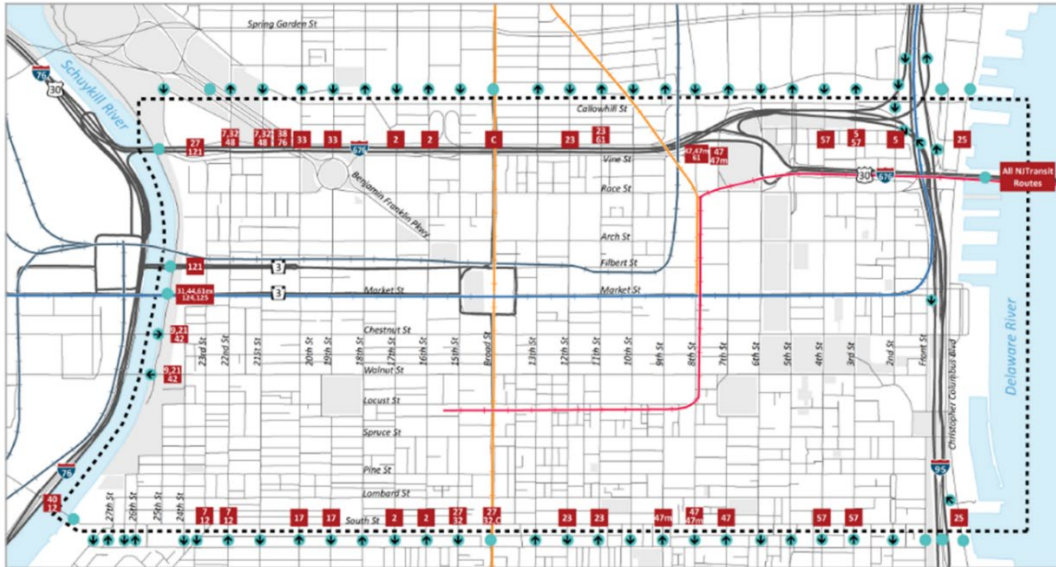 Spring Garden St
76
30
Schuylkill River
Callowhill St
27
121
7,32
48
7,32
48
38
76
33
33
676
2
2
C
23
23
61
47,47m
61
47
47m
57
5
57
5
25
Vine St
30
676
All NJTransit
Routes
Race St
Benjamin Franklin Pkwy
Arch St
121
3
Filbert St
31,44,61m
124,125
3
Market St
Market St
9,21
42
Chestnut St
9,21
42
Walnut St
23rd St
22nd St
21st St
20th St
19th St
18th St
17th St
16th St
15th St
Broad St
13th St
12th St
11th St
10th St
9th St
8th St
7th St
6th St
5th St
4th St
3rd St
2nd St
Front St
Christopher Columbus Blvd
Delaware River
Locust St
Spruce St
Pine St
76
95
Lombard St
40
12
27th St
26th St
25th St
24th St
7
12
7
12
17
17
South St
2
2
27
32
27
32,C
23
23
47m
47
47m
47
57
57
25